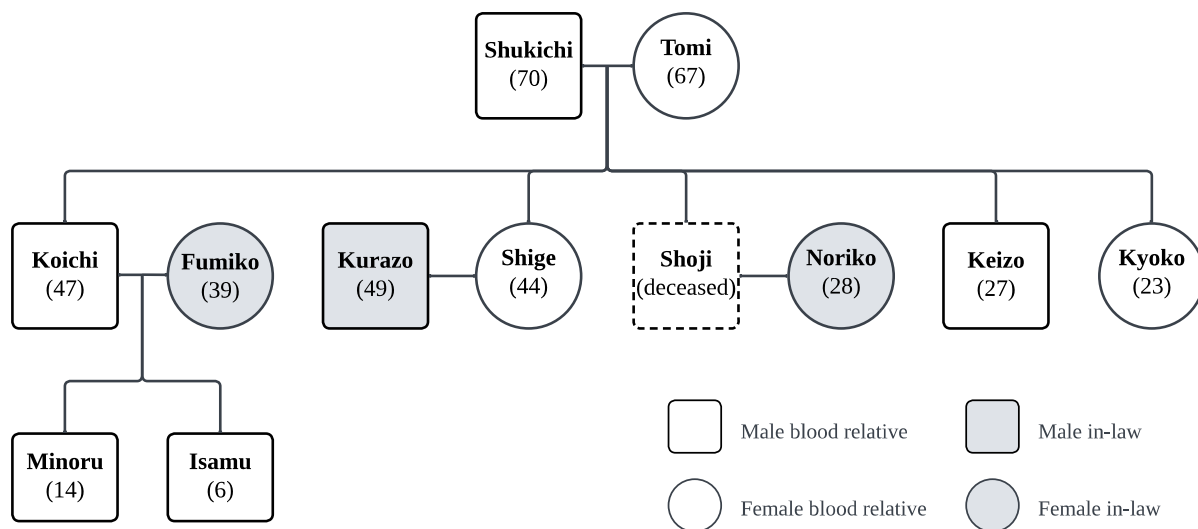 Shukichi
(70)
Tomi
(67)
Koichi
(47)
Fumiko
(39)
Kurazo
(49)
Shige
(44)
Shoji
(deceased)
Noriko
(28)
Keizo
(27)
Kyoko
(23)
Minoru
(14)
Isamu
(6)
Male blood relative
Male in-law
Female blood relative
Female in-law